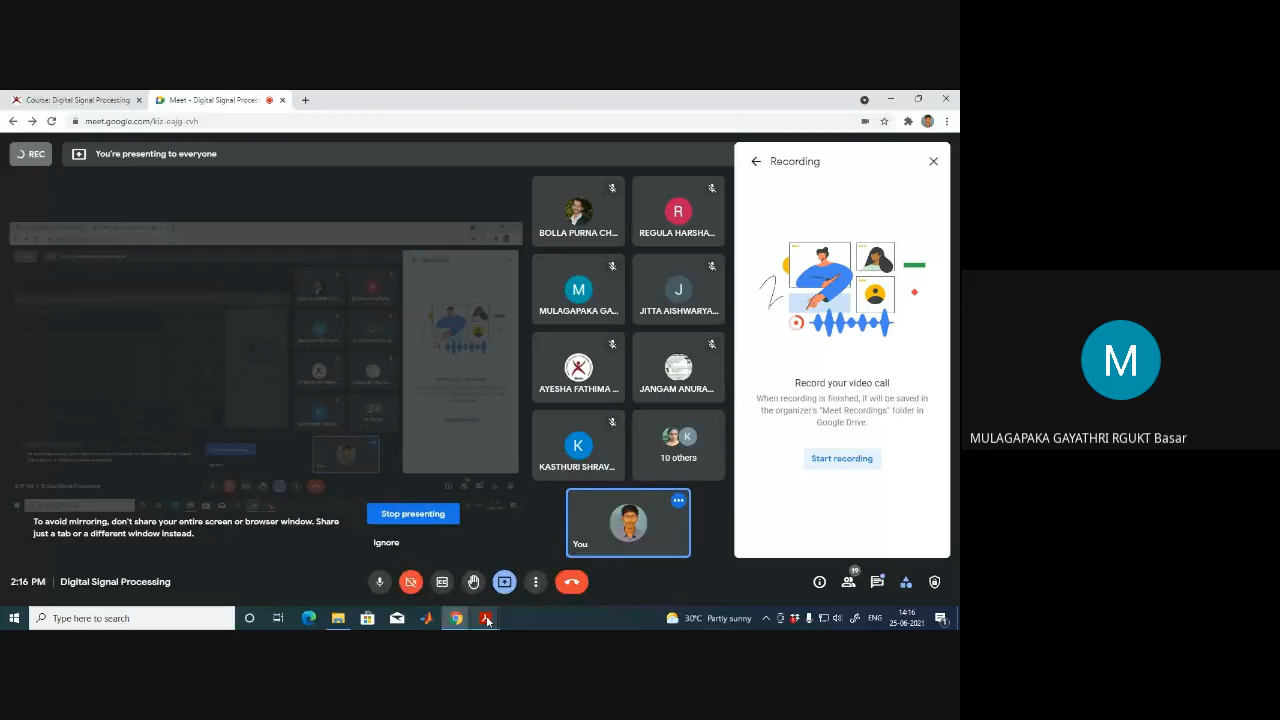 Course: Digital Signal Processing
Meet - Digital Signal Proces
meet.google.com/kiz-eajg-cvh
REC
You're presenting to everyone
BOLLA PURNA CH...
REGULA HARSHA...
MULAGAPAKA GA...
JITTA AISHWARYA...
AYESHA FATHIMA ...
JANGAM ANURA...
KASTHURI SHRAV...
10 others
R
M
J
K
K
You
Recording
Record your video call
When recording is finished, it will be saved in
the organizer's "Meet Recordings" folder in
Google Drive.
Start recording
To avoid mirroring, don't share your entire screen or browser window. Share
just a tab or a different window instead.
Stop presenting
Ignore
2:16 PM
Digital Signal Processing
19
Type here to search
30°C Partly sunny
ENG
14:16
25-06-2021
M
MULAGAPAKA GAYATHRI RGUKT Basar